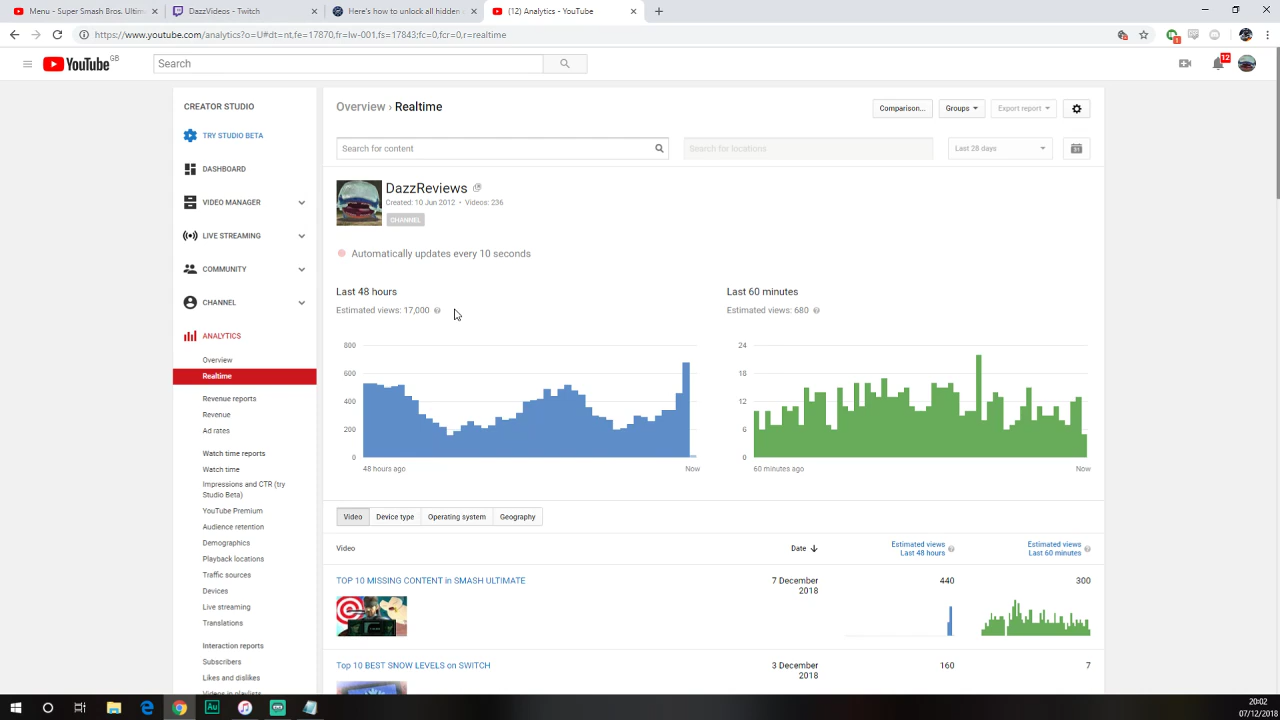 Menu - Super Smash Bros. Ultim
DazzVideos - Twitch
Here 10 hidden
(12) Analytics - YouTube
https://www.youtube.com/analytics?o=U#dt=nt,fe=17870,fr=lw-001,fs=17843;fc=0,fcr=0,r=realtime
YouTube GB
Search
12
CREATOR STUDIO
TRY STUDIO BETA
DASHBOARD
VIDEO MANAGER
LIVE STREAMING
COMMUNITY
CHANNEL
ANALYTICS
Overview
Realtime
Revenue reports
Revenue
Ad rates
Watch time reports
Watch time
Impressions and CTR (try
Studio Beta)
YouTube Premium
Audience retention
Demographics
Playback locations
Traffic sources
Devices
Live streaming
Translations
Interaction reports
Subscribers
Likes and dislikes
Videos in playlists
Overview › Realtime
Comparison...
Groups
Export report
Search for content
Search for locations
Last 28 days
DazzReviews
Created: 10 Jun 2012 • Videos: 236
CHANNEL
Automatically updates every 10 seconds
Last 48 hours
Estimated views: 17,000
800
600
400
200
0
48 hours ago
Now
Last 60 minutes
Estimated views: 680
24
18
12
6
0
60 minutes ago
Now
Video
Device type
Operating system
Geography
Video
Date
Estimated views
Last 48 hours
Estimated views
Last 60 minutes
TOP 10 MISSING CONTENT in SMASH ULTIMATE
7 December
2018
440
300
Top 10 BEST SNOW LEVELS on SWITCH
3 December
2018
160
7
20:02
07/12/2018